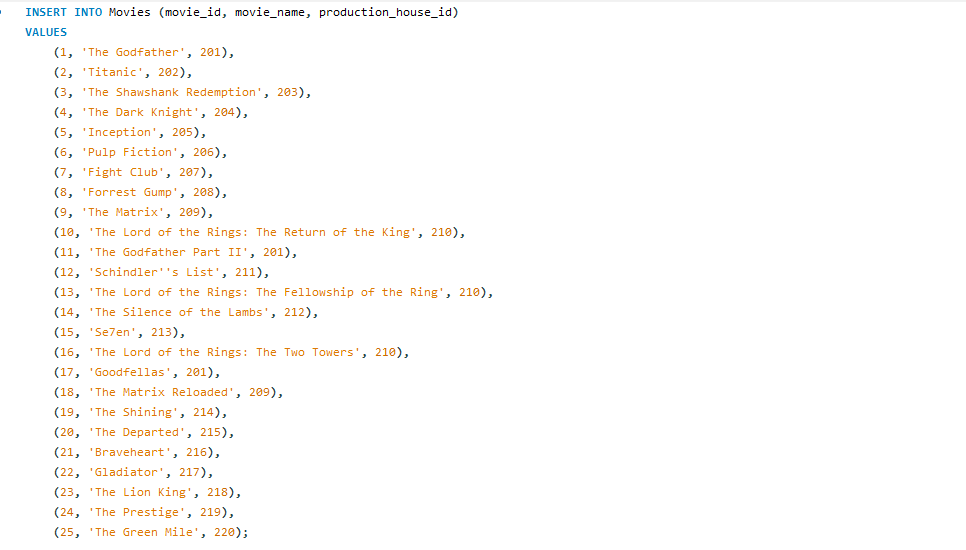 INSERT INTO Movies (movie_id, movie_name, production_house_id)
VALUES
(1, 'The Godfather', 201),
(2, 'Titanic', 202),
(3, 'The Shawshank Redemption', 203),
(4, 'The Dark Knight', 204),
(5, 'Inception', 205),
(6, 'Pulp Fiction', 206),
(7, 'Fight Club', 207),
(8, 'Forrest Gump', 208),
(9, 'The Matrix', 209),
(10, 'The Lord of the Rings: The Return of the King', 210),
(11, 'The Godfather Part II', 201),
(12, 'Schindler''s List', 211),
(13, 'The Lord of the Rings: The Fellowship of the Ring', 210),
(14, 'The Silence of the Lambs', 212),
(15, 'Se7en', 213),
(16, 'The Lord of the Rings: The Two Towers', 210),
(17, 'Goodfellas', 201),
(18, 'The Matrix Reloaded', 209),
(19, 'The Shining', 214),
(20, 'The Departed', 215),
(21, 'Braveheart', 216),
(22, 'Gladiator', 217),
(23, 'The Lion King', 218),
(24, 'The Prestige', 219),
(25, 'The Green Mile', 220);